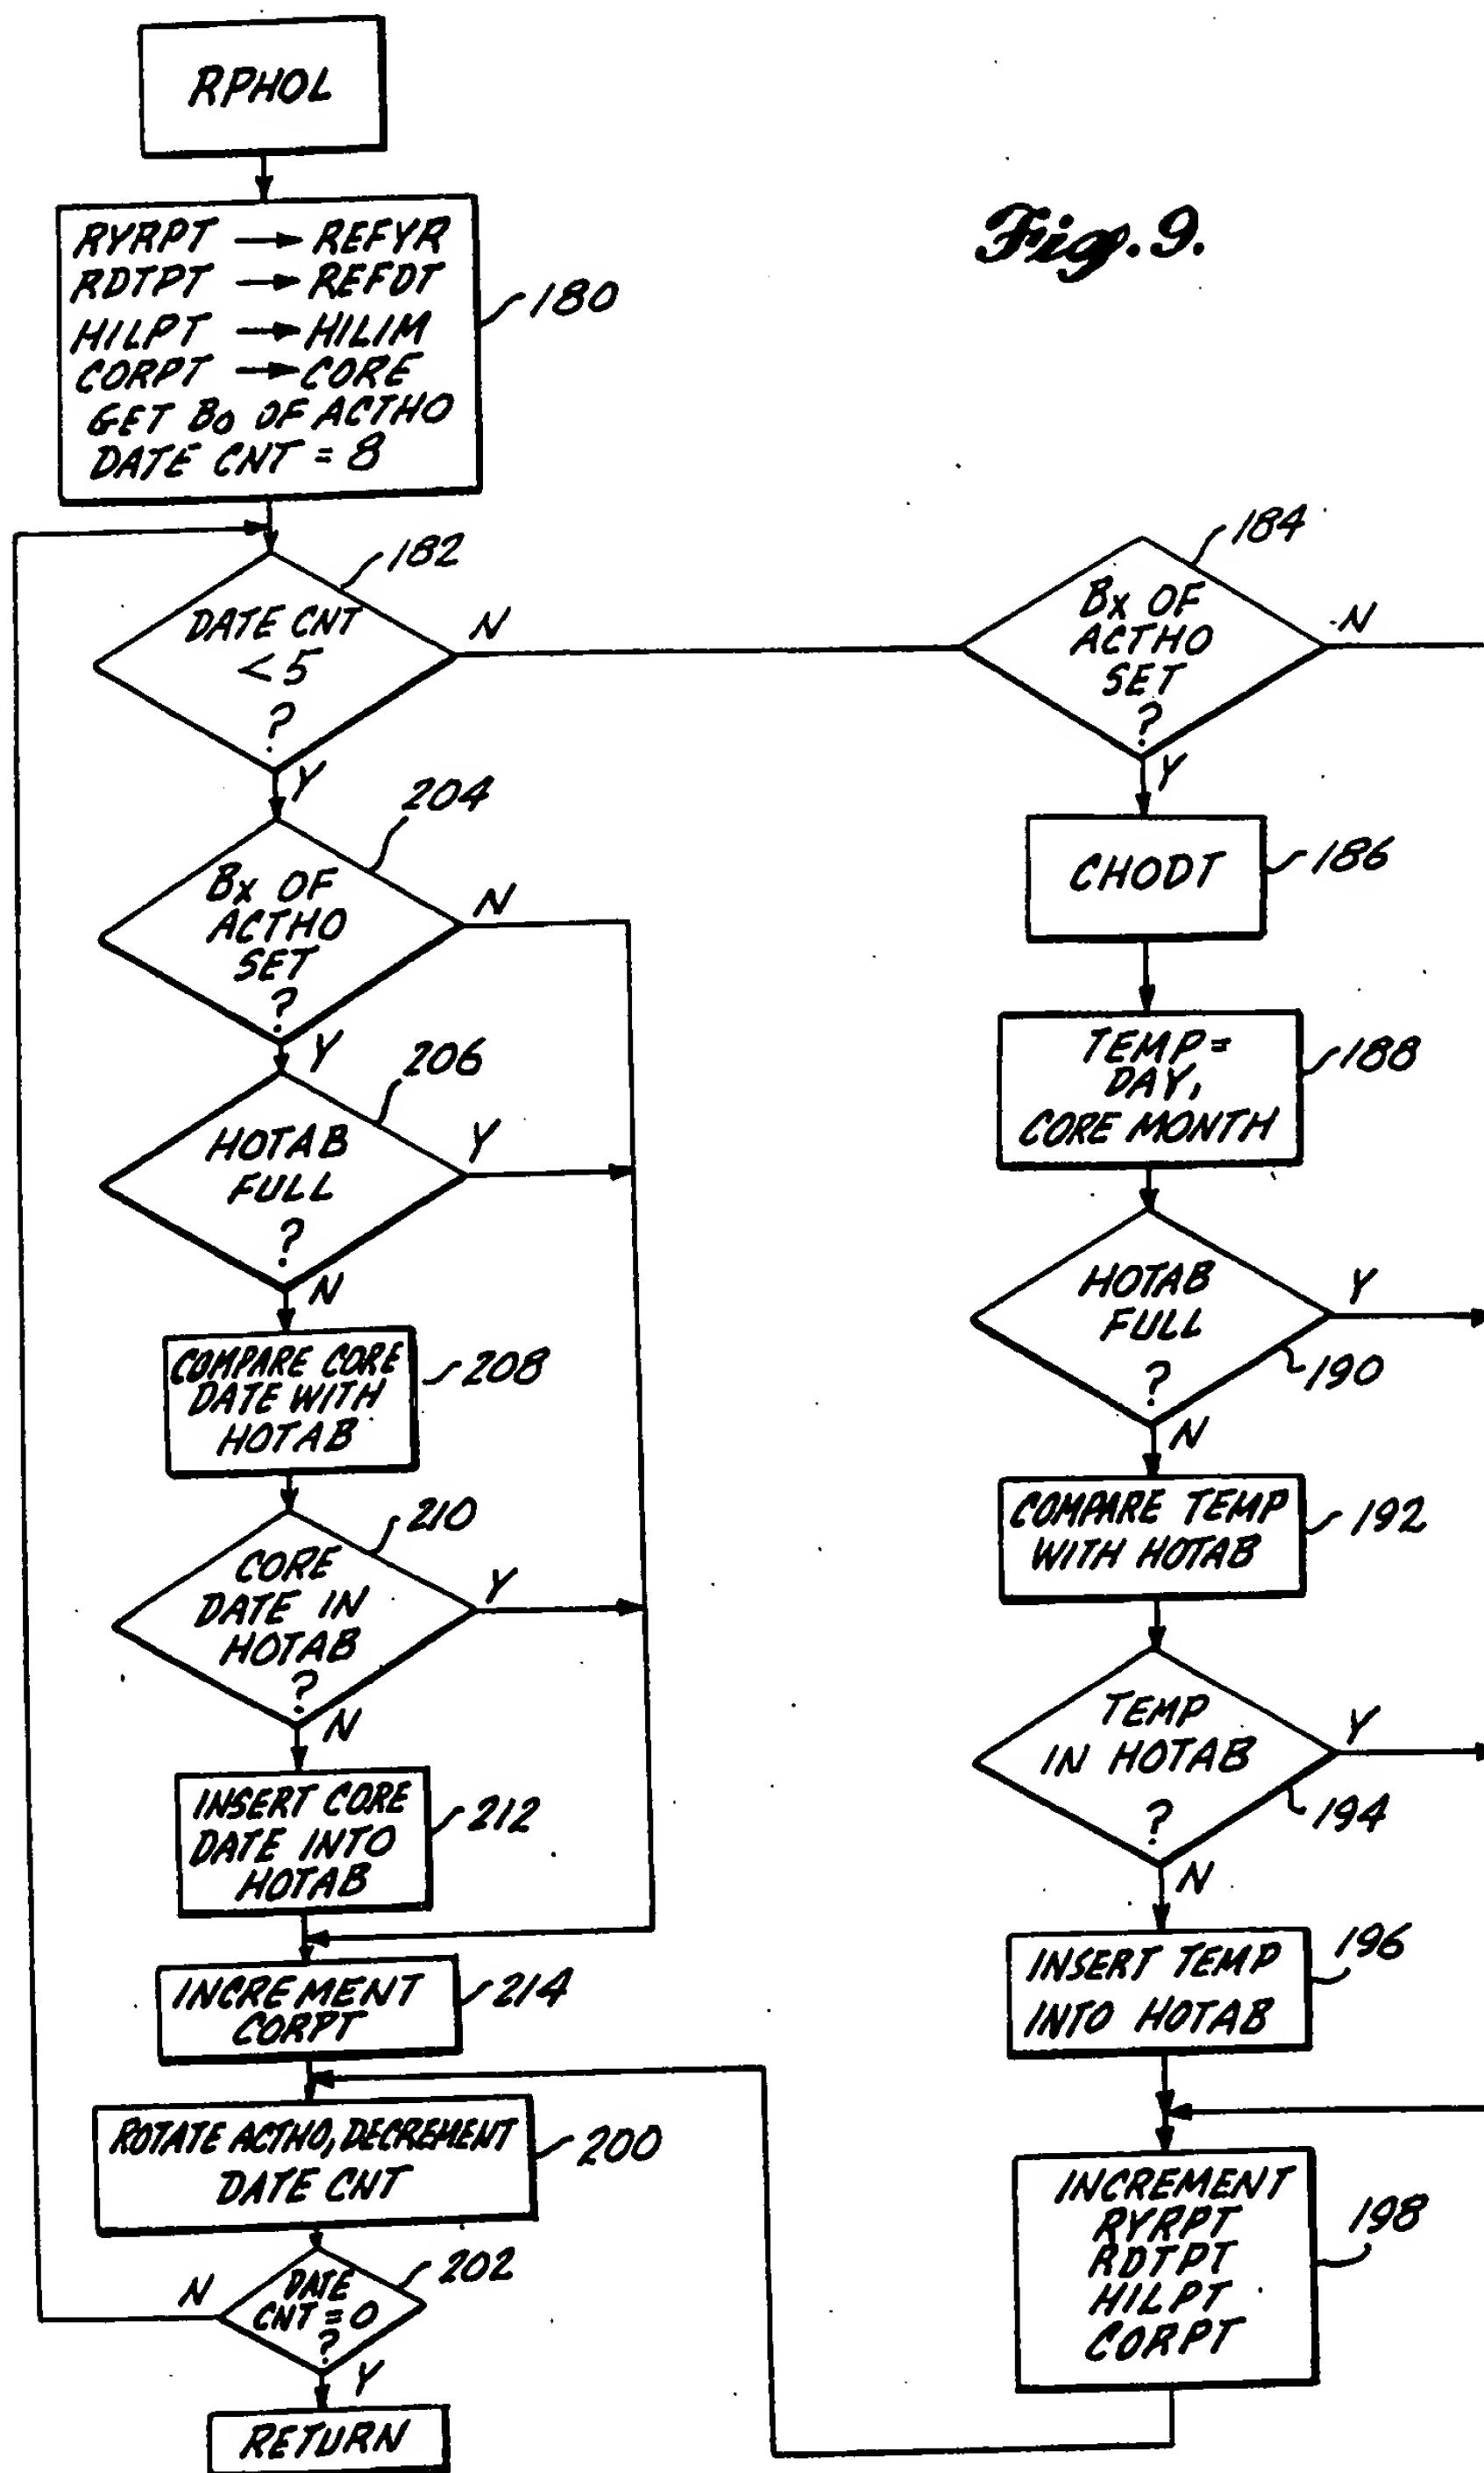 RPHOL
Fig. 9.
RYRPT → REFYR
RDTPT → REFDT
HILPT → HILIM
CORPT → CORE
GET B0 OF ACTHO
DATE CNT = 8
180
182
DATE CNT
< 5
?
N
Y
184
BX OF
ACTHO
SET
?
N
Y
204
BX OF
ACTHO
SET
?
N
Y
CHODT
186
TEMP =
DAY,
CORE MONTH
188
206
HOTAB
FULL
?
Y
N
HOTAB
FULL
?
Y
190
N
COMPARE CORE
DATE WITH
HOTAB
208
COMPARE TEMP
WITH HOTAB
192
210
CORE
DATE IN
HOTAB
?
Y
N
TEMP
IN HOTAB
?
Y
194
N
INSERT CORE
DATE INTO
HOTAB
212
INSERT TEMP
INTO HOTAB
196
INCREMENT
CORPT
214
ROTATE ACTHO, DECREMENT
DATE CNT
200
INCREMENT
RYRPT
RDTPT
HILPT
CORPT
198
202
DATE
CNT = 0
?
N
Y
RETURN